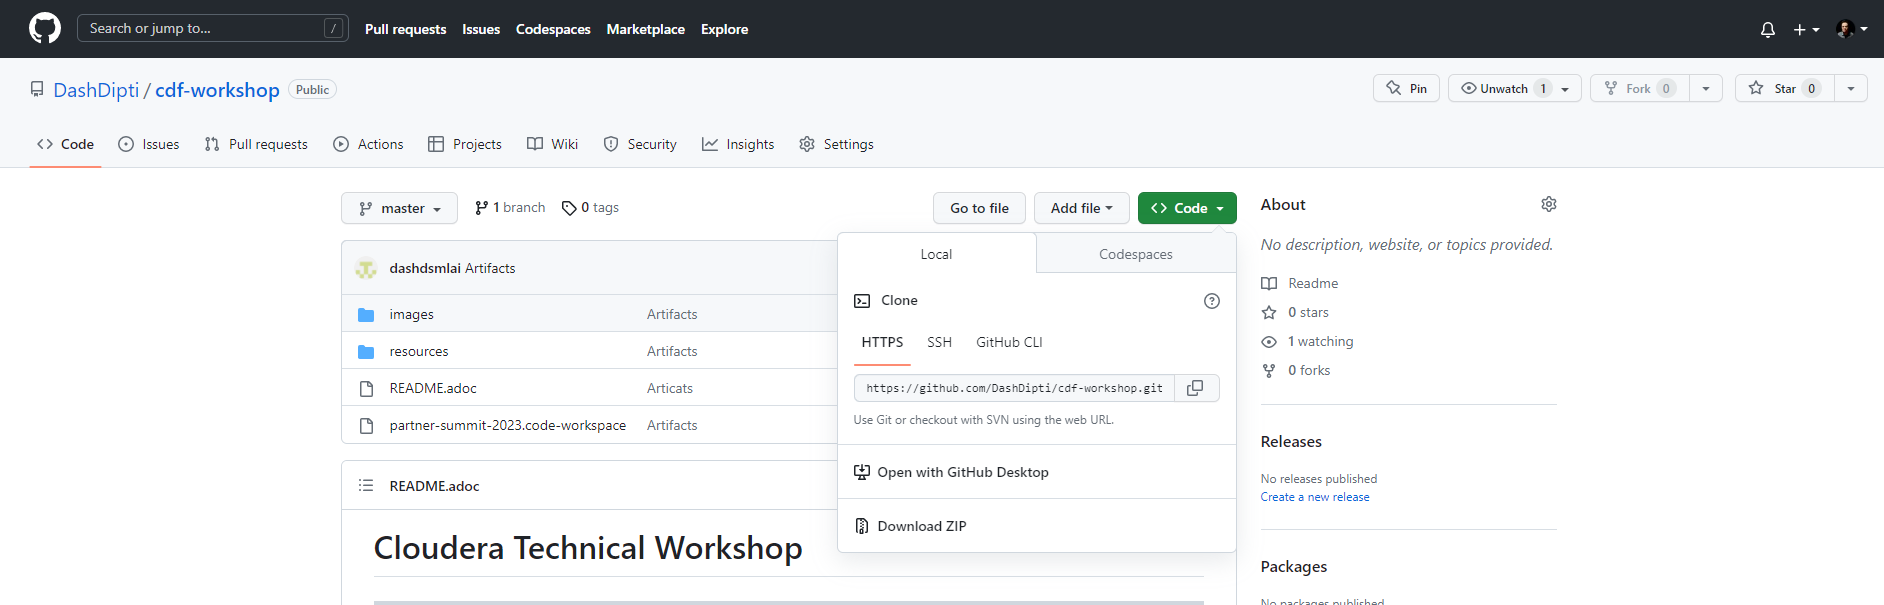 Search or jump to... /
Pull requests Issues Codespaces Marketplace Explore
DashDipti / cdf-workshop Public
Pin Unwatch 1 Fork 0 Star 0
Code Issues Pull requests Actions Projects Wiki Security Insights Settings
master 1 branch 0 tags
Go to file Add file Code
dashdsmlai Artifacts
images Artifacts
resources Artifacts
README.adoc Articats
partner-summit-2023.code-workspace Artifacts
README.adoc
Cloudera Technical Workshop
Local Codespaces
Clone
HTTPS SSH GitHub CLI
https://github.com/DashDipti/cdf-workshop.git
Use Git or checkout with SVN using the web URL.
Open with GitHub Desktop
Download ZIP
About
No description, website, or topics provided.
Readme
0 stars
1 watching
0 forks
Releases
No releases published
Create a new release
Packages
No packages published